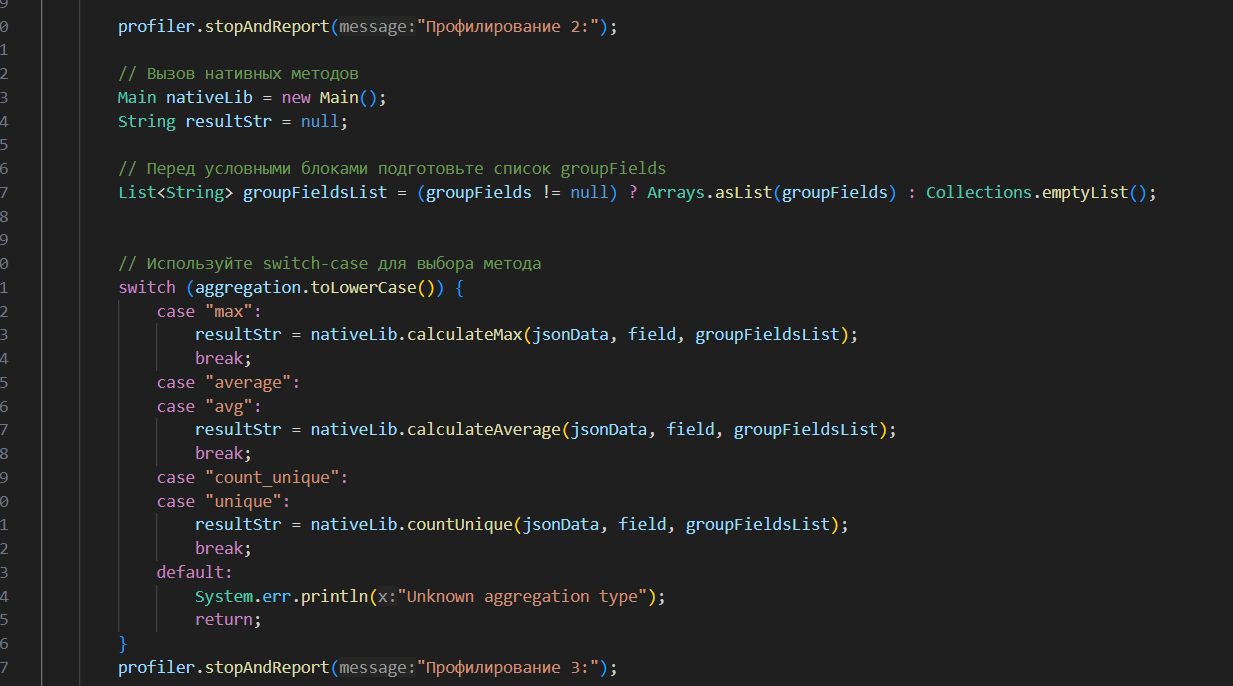 9
0 profiler.stopAndReport(message:"Профилирование 2:");
1
2 // Вызов нативных методов
3 Main nativeLib = new Main();
4 String resultStr = null;
5
6 // Перед условными блоками подготовьте список groupFields
7 List<String> groupFieldsList = (groupFields != null) ? Arrays.asList(groupFields) : Collections.emptyList();
8
9
0 // Используйте switch-case для выбора метода
1 switch (aggregation.toLowerCase()) {
2 case "max":
3 resultStr = nativeLib.calculateMax(jsonData, field, groupFieldsList);
4 break;
5 case "average":
6 case "avg":
7 resultStr = nativeLib.calculateAverage(jsonData, field, groupFieldsList);
8 break;
9 case "count_unique":
0 case "unique":
1 resultStr = nativeLib.countUnique(jsonData, field, groupFieldsList);
2 break;
3 default:
4 System.err.println(x:"Unknown aggregation type");
5 return;
6 }
7 profiler.stopAndReport(message:"Профилирование 3:");